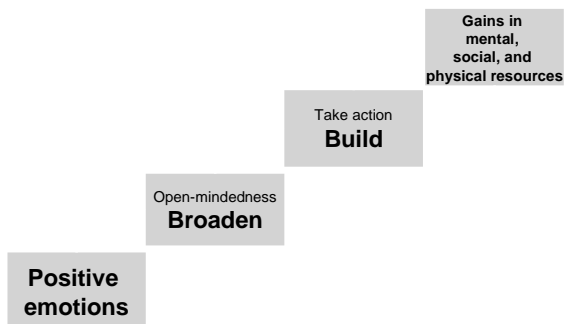 Gains in
mental,
social, and
physical resources
Take action
Build
Open-mindedness
Broaden
Positive
emotions